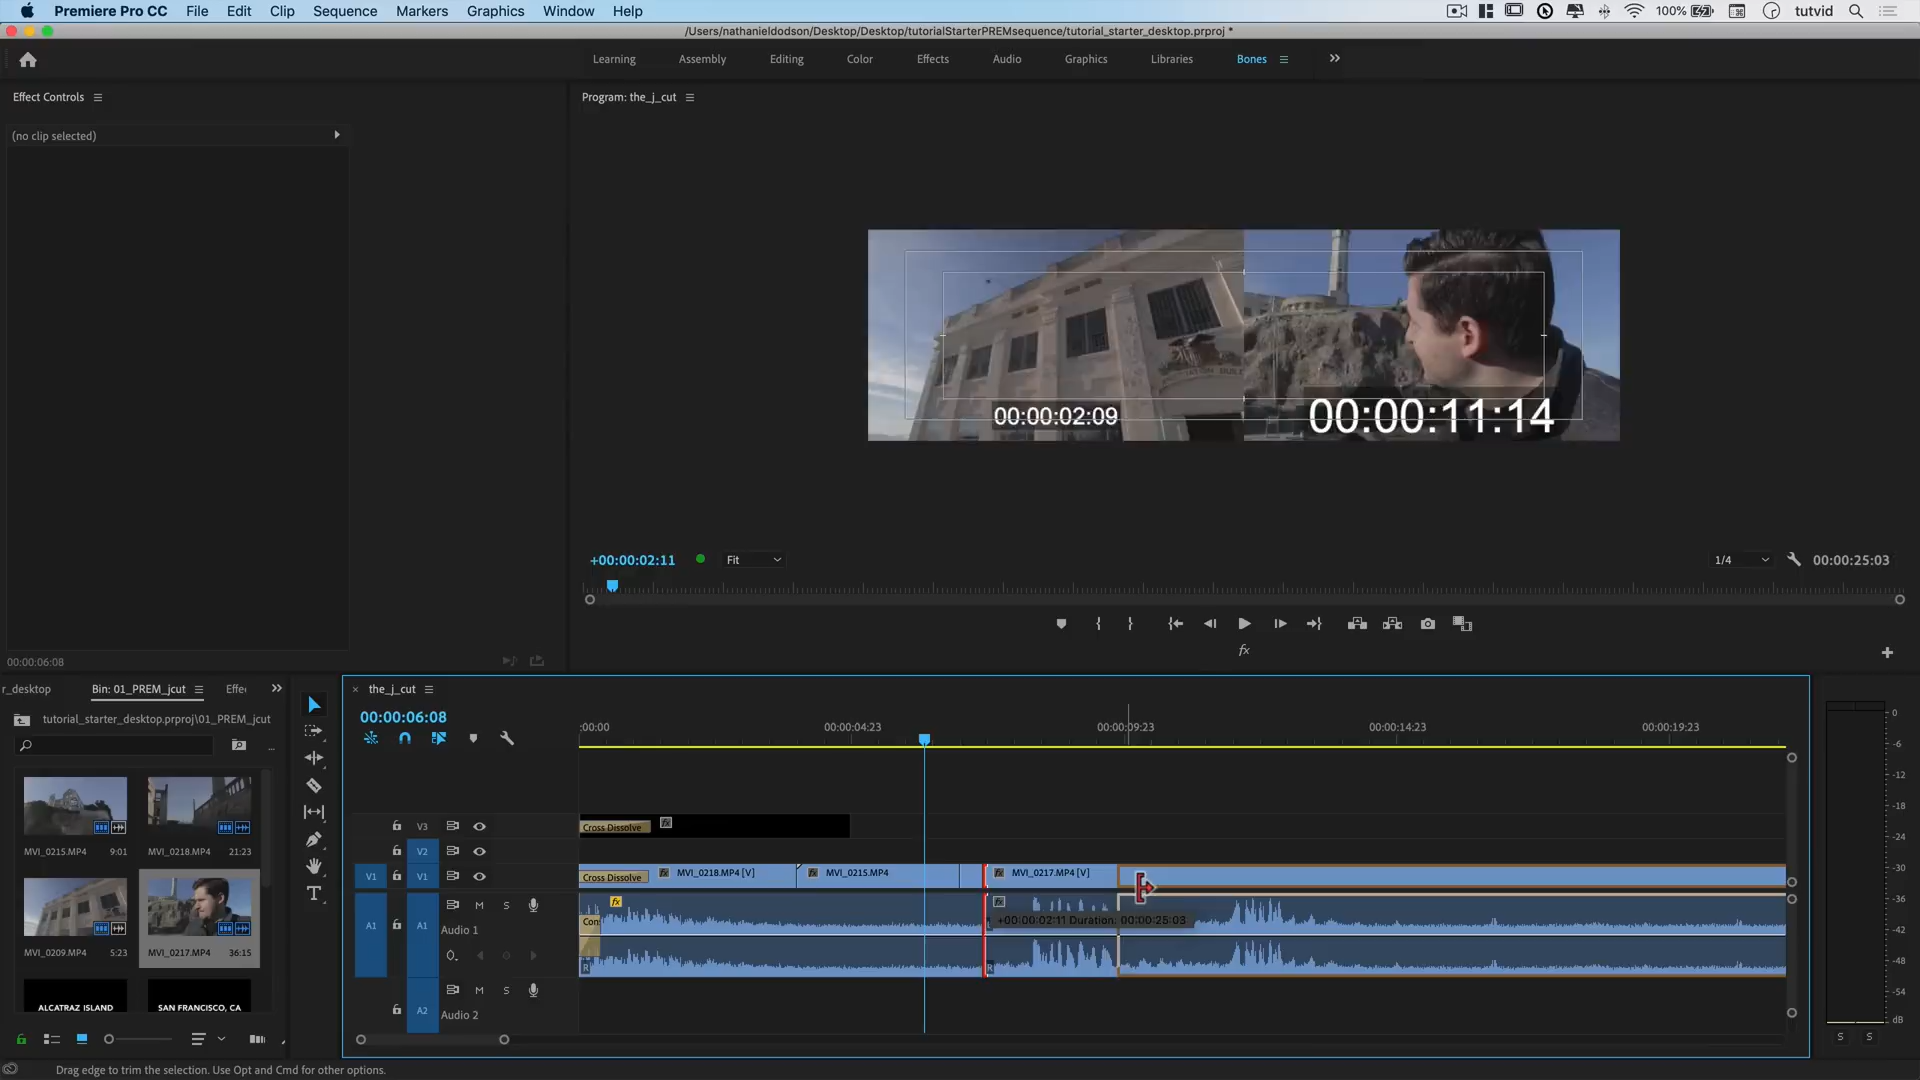 Premiere Pro CC File Edit Clip Sequence Markers Graphics Window Help
100% tutvid
/Users/nathanieldodson/Desktop/Desktop/tutorialStarterPREMsequence/tutorial_starter_desktop.prproj *
Learning Assembly Editing Color Effects Audio Graphics Libraries Bones
Effect Controls
Program: the_j_cut
(no clip selected)
00:00:02:09
00:00:11:14
+00:00:02:11
Fit
1/4
00:00:25:03
fx
00:00:06:08
r_desktop
Bin: 01_PREM_jcut
Effe
the_j_cut
tutorial_starter_desktop.prproj\01_PREM_jcut
00:00:06:08
:00:00
00:00:04:23
00:00:09:23
00:00:14:23
00:00:19:23
MVI_0215.MP4 9:01
MVI_0218.MP4 21:23
MVI_0209.MP4 5:23
MVI_0217.MP4 36:15
ALCATRAZ ISLAND
SAN FRANCISCO, CA
V3
Cross Dissolve
fx
V2
V1 V1
Cross Dissolve
fx MVI_0218.MP4 [V]
fx MVI_0215.MP4
fx MVI_0217.MP4 [V]
A1 A1
M S
Audio 1
fx
Con
R
fx
+00:00:02:11 Duration: 00:00:25:03
R
A2
M S
Audio 2
0
-6
-12
-18
-24
-30
-36
-42
-48
-54
dB
S S
Drag edge to trim the selection. Use Opt and Cmd for other options.